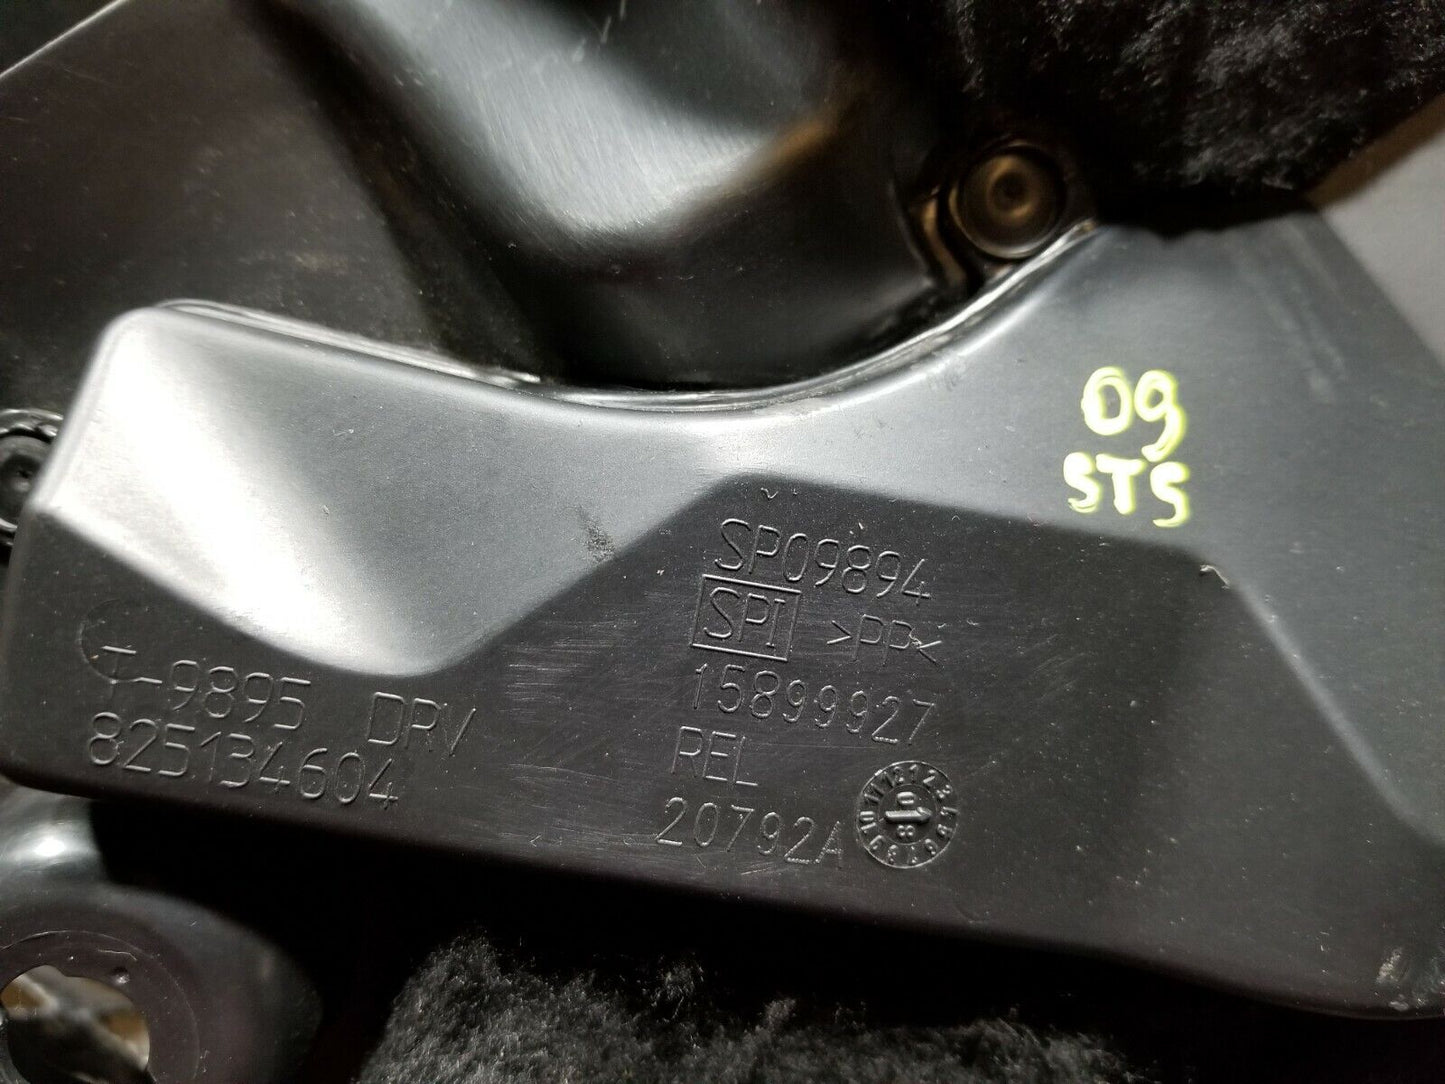 09
STS
SP09894
SPI >PP<
15899927
REL
20792A
T-9895 DRV
825134604